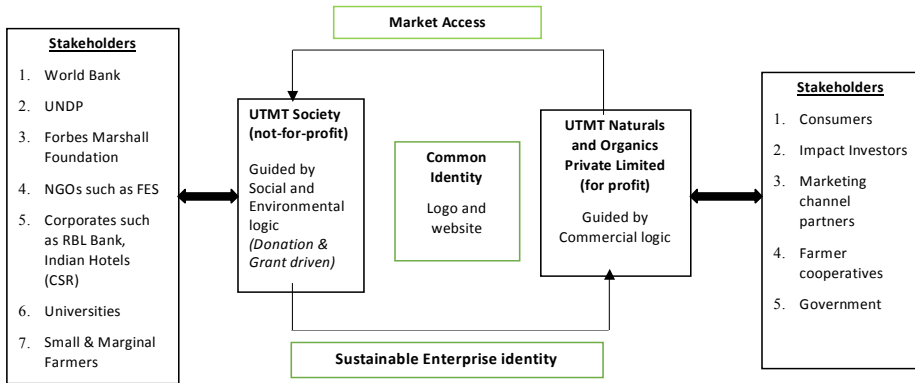 Market Access
Stakeholders
1. World Bank
2. UNDP
3. Forbes Marshall
Foundation
4. NGOs such as FES
5. Corporates such
as RBL Bank,
Indian Hotels
(CSR)
6. Universities
7. Small & Marginal
Farmers
UTMT Society
(not-for-profit)
Guided by
Social and
Environmental
logic
(Donation &
Grant driven)
Common
Identity
Logo and
website
UTMT Naturals
and Organics
Private Limited
(for profit)
Guided by
Commercial logic
Stakeholders
1. Consumers
2. Impact Investors
3. Marketing
channel
partners
4. Farmer
cooperatives
5. Government
Sustainable Enterprise identity